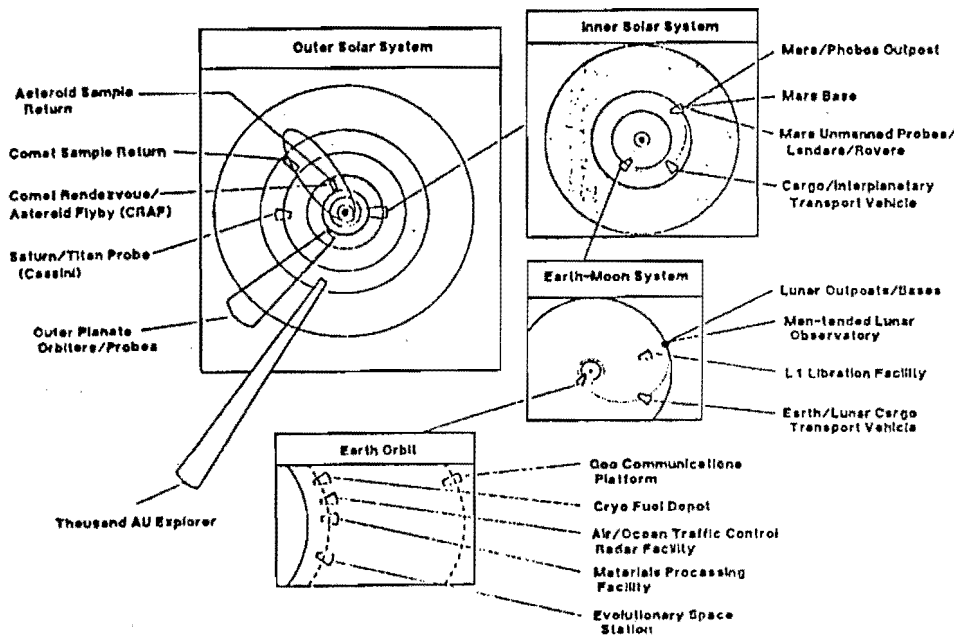 Outer Solar System
Asteroid Sample
Return
Comet Sample Return
Comet Rendezvous/
Asteroid Flyby (CRAF)
Saturn/Titan Probe
(Cassini)
Outer Planate
Orbiters/Probes
Thousand AU Explorer
Inner Solar System
Mars/Phobos Outpost
Mars Base
Mars Unmanned Probes/
Landers/Rovers
Cargo/Interplanetary
Transport Vehicle
Earth-Moon System
Lunar Outposts/Bases
Man-tended Lunar
Observatory
L1 Libration Facility
Earth/Lunar Cargo
Transport Vehicle
Earth Orbit
Geo Communications
Platform
Cryo Fuel Depot
Air/Ocean Traffic Control
Radar Facility
Materials Processing
Facility
Evolutionary Space
Station